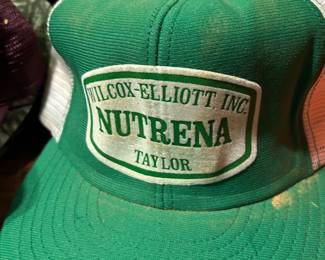 WILCOX-ELLIOTT, INC.
NUTRENA
TAYLOR